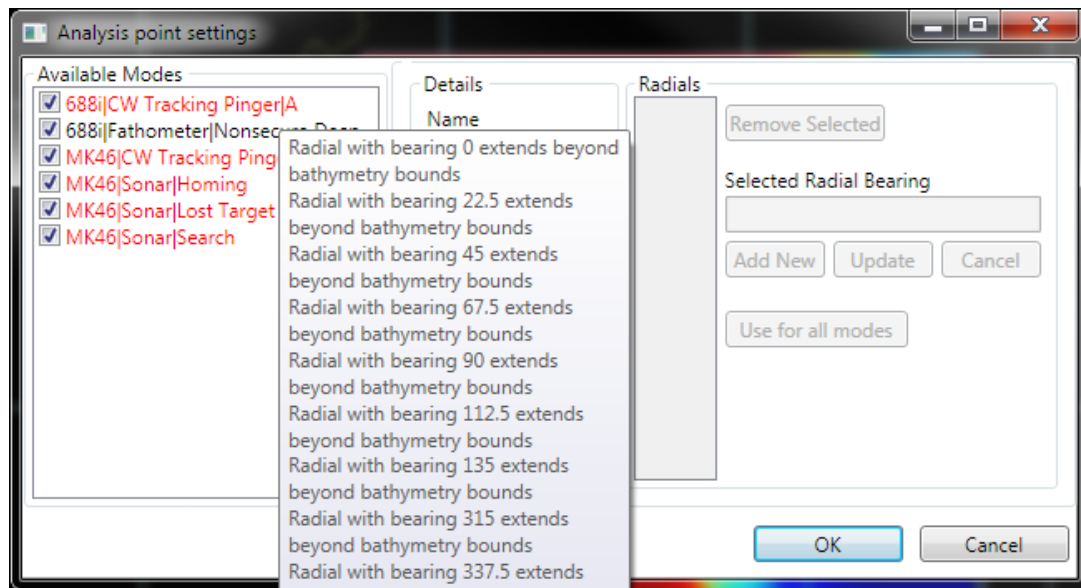 Analysis point settings
Available Modes
688i|CW Tracking Pinger|A
688i|Fathometer|Nonsecure
MK46|CW Tracking
MK46|Sonar|Homing
MK46|Sonar|Lost Target
MK46|Sonar|Search
Details
Name
Radial with bearing 0 extends beyond
bathymetry bounds
Radial with bearing 22.5 extends
beyond bathymetry bounds
Radial with bearing 45 extends
beyond bathymetry bounds
Radial with bearing 67.5 extends
beyond bathymetry bounds
Radial with bearing 90 extends
beyond bathymetry bounds
Radial with bearing 112.5 extends
beyond bathymetry bounds
Radial with bearing 135 extends
beyond bathymetry bounds
Radial with bearing 315 extends
beyond bathymetry bounds
Radial with bearing 337.5 extends
Radials
Remove Selected
Selected Radial Bearing
Add New
Update
Cancel
Use for all modes
OK
Cancel